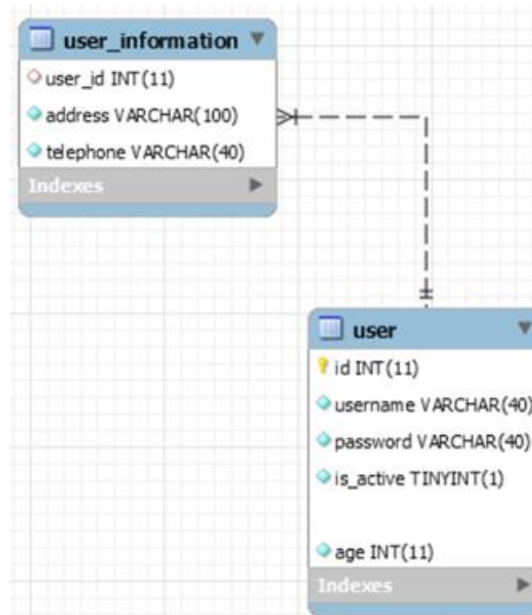 user_information
user_id INT(11)
address VARCHAR(100)
telephone VARCHAR(40)
Indexes
user
id INT(11)
username VARCHAR(40)
password VARCHAR(40)
is_active TINYINT(1)
age INT(11)
Indexes